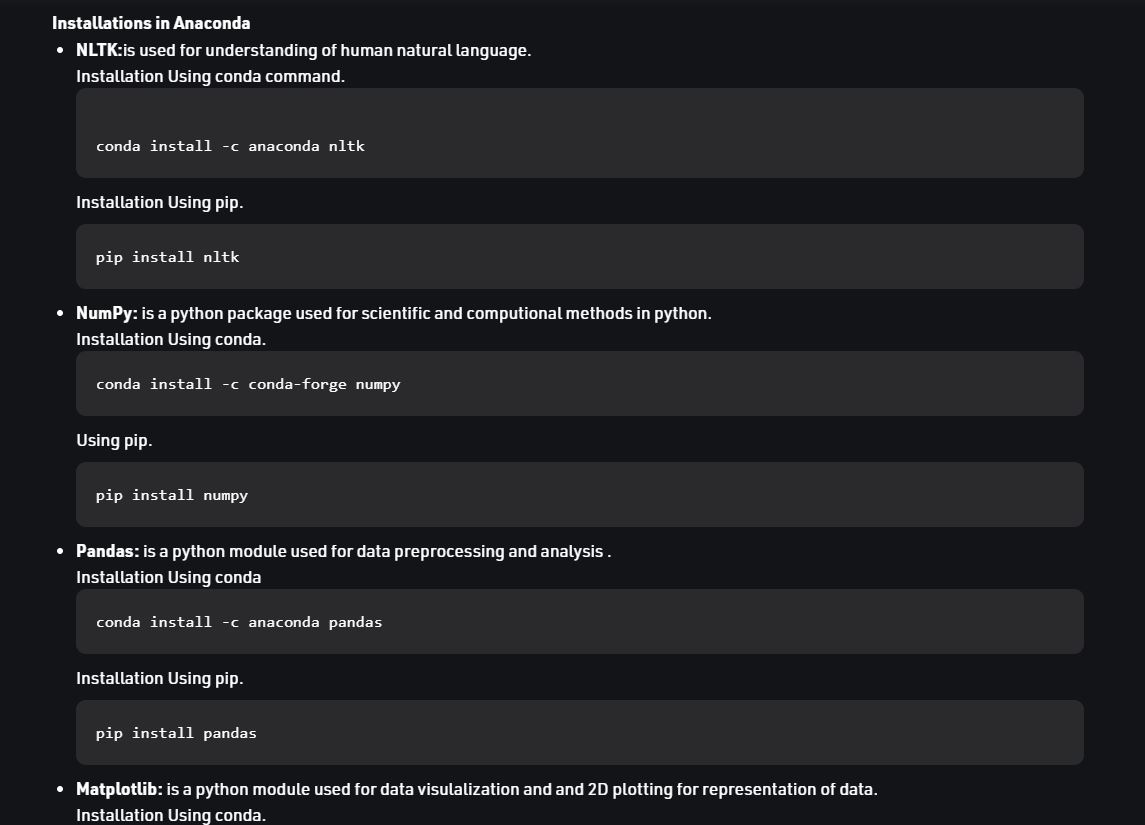 Installations in Anaconda
• NLTK:is used for understanding of human natural language.
Installation Using conda command.
conda install -c anaconda nltk
Installation Using pip.
pip install nltk
• NumPy: is a python package used for scientific and computional methods in python.
Installation Using conda.
conda install -c conda-forge numpy
Using pip.
pip install numpy
• Pandas: is a python module used for data preprocessing and analysis .
Installation Using conda
conda install -c anaconda pandas
Installation Using pip.
pip install pandas
• Matplotlib: is a python module used for data visulalization and and 2D plotting for representation of data.
Installation Using conda.